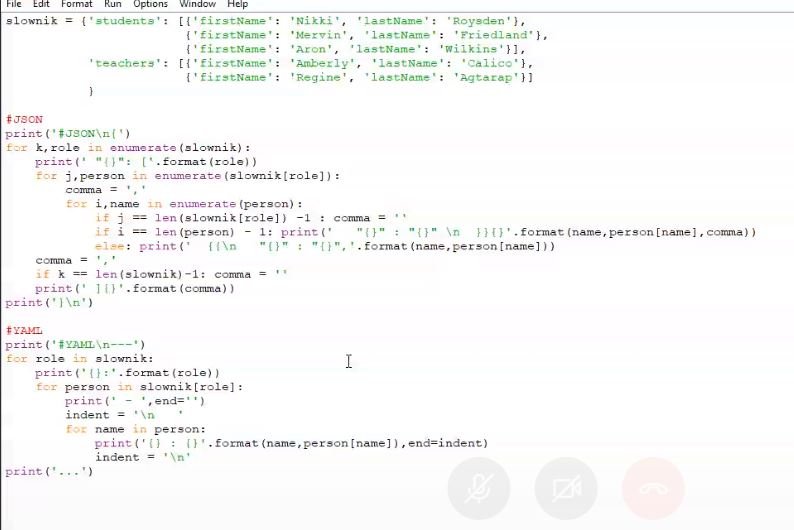 File Edit Format Run Options Window Help
slownik = {'students': [{'firstName': 'Nikki', 'lastName': 'Roysden'},
                        {'firstName': 'Mervin', 'lastName': 'Friedland'},
                        {'firstName': 'Aron', 'lastName': 'Wilkins'}],
           'teachers': [{'firstName': 'Amberly', 'lastName': 'Calico'},
                        {'firstName': 'Regine', 'lastName': 'Agtarap'}]
           }
#JSON
print('#JSON\n{')
for k,role in enumerate(slownik):
    print(' "{}": ['.format(role))
    for j,person in enumerate(slownik[role]):
        comma = ','
        for i,name in enumerate(person):
            if j == len(slownik[role]) -1 : comma = ''
            if i == len(person) - 1: print('   "{}" : "{}" \n  }}{}'.format(name,person[name],comma))
            else: print('  {{\n   "{}" : "{}",'.format(name,person[name]))
    comma = ','
    if k == len(slownik)-1: comma = ''
    print(' ]{}'.format(comma))
print('}\n')
#YAML
print('#YAML\n---')
for role in slownik:
    print('{}:'.format(role))
    for person in slownik[role]:
        print(' - ',end='')
        indent = '\n   '
        for name in person:
            print('{} : {}'.format(name,person[name]),end=indent)
            indent = '\n'
print('...')